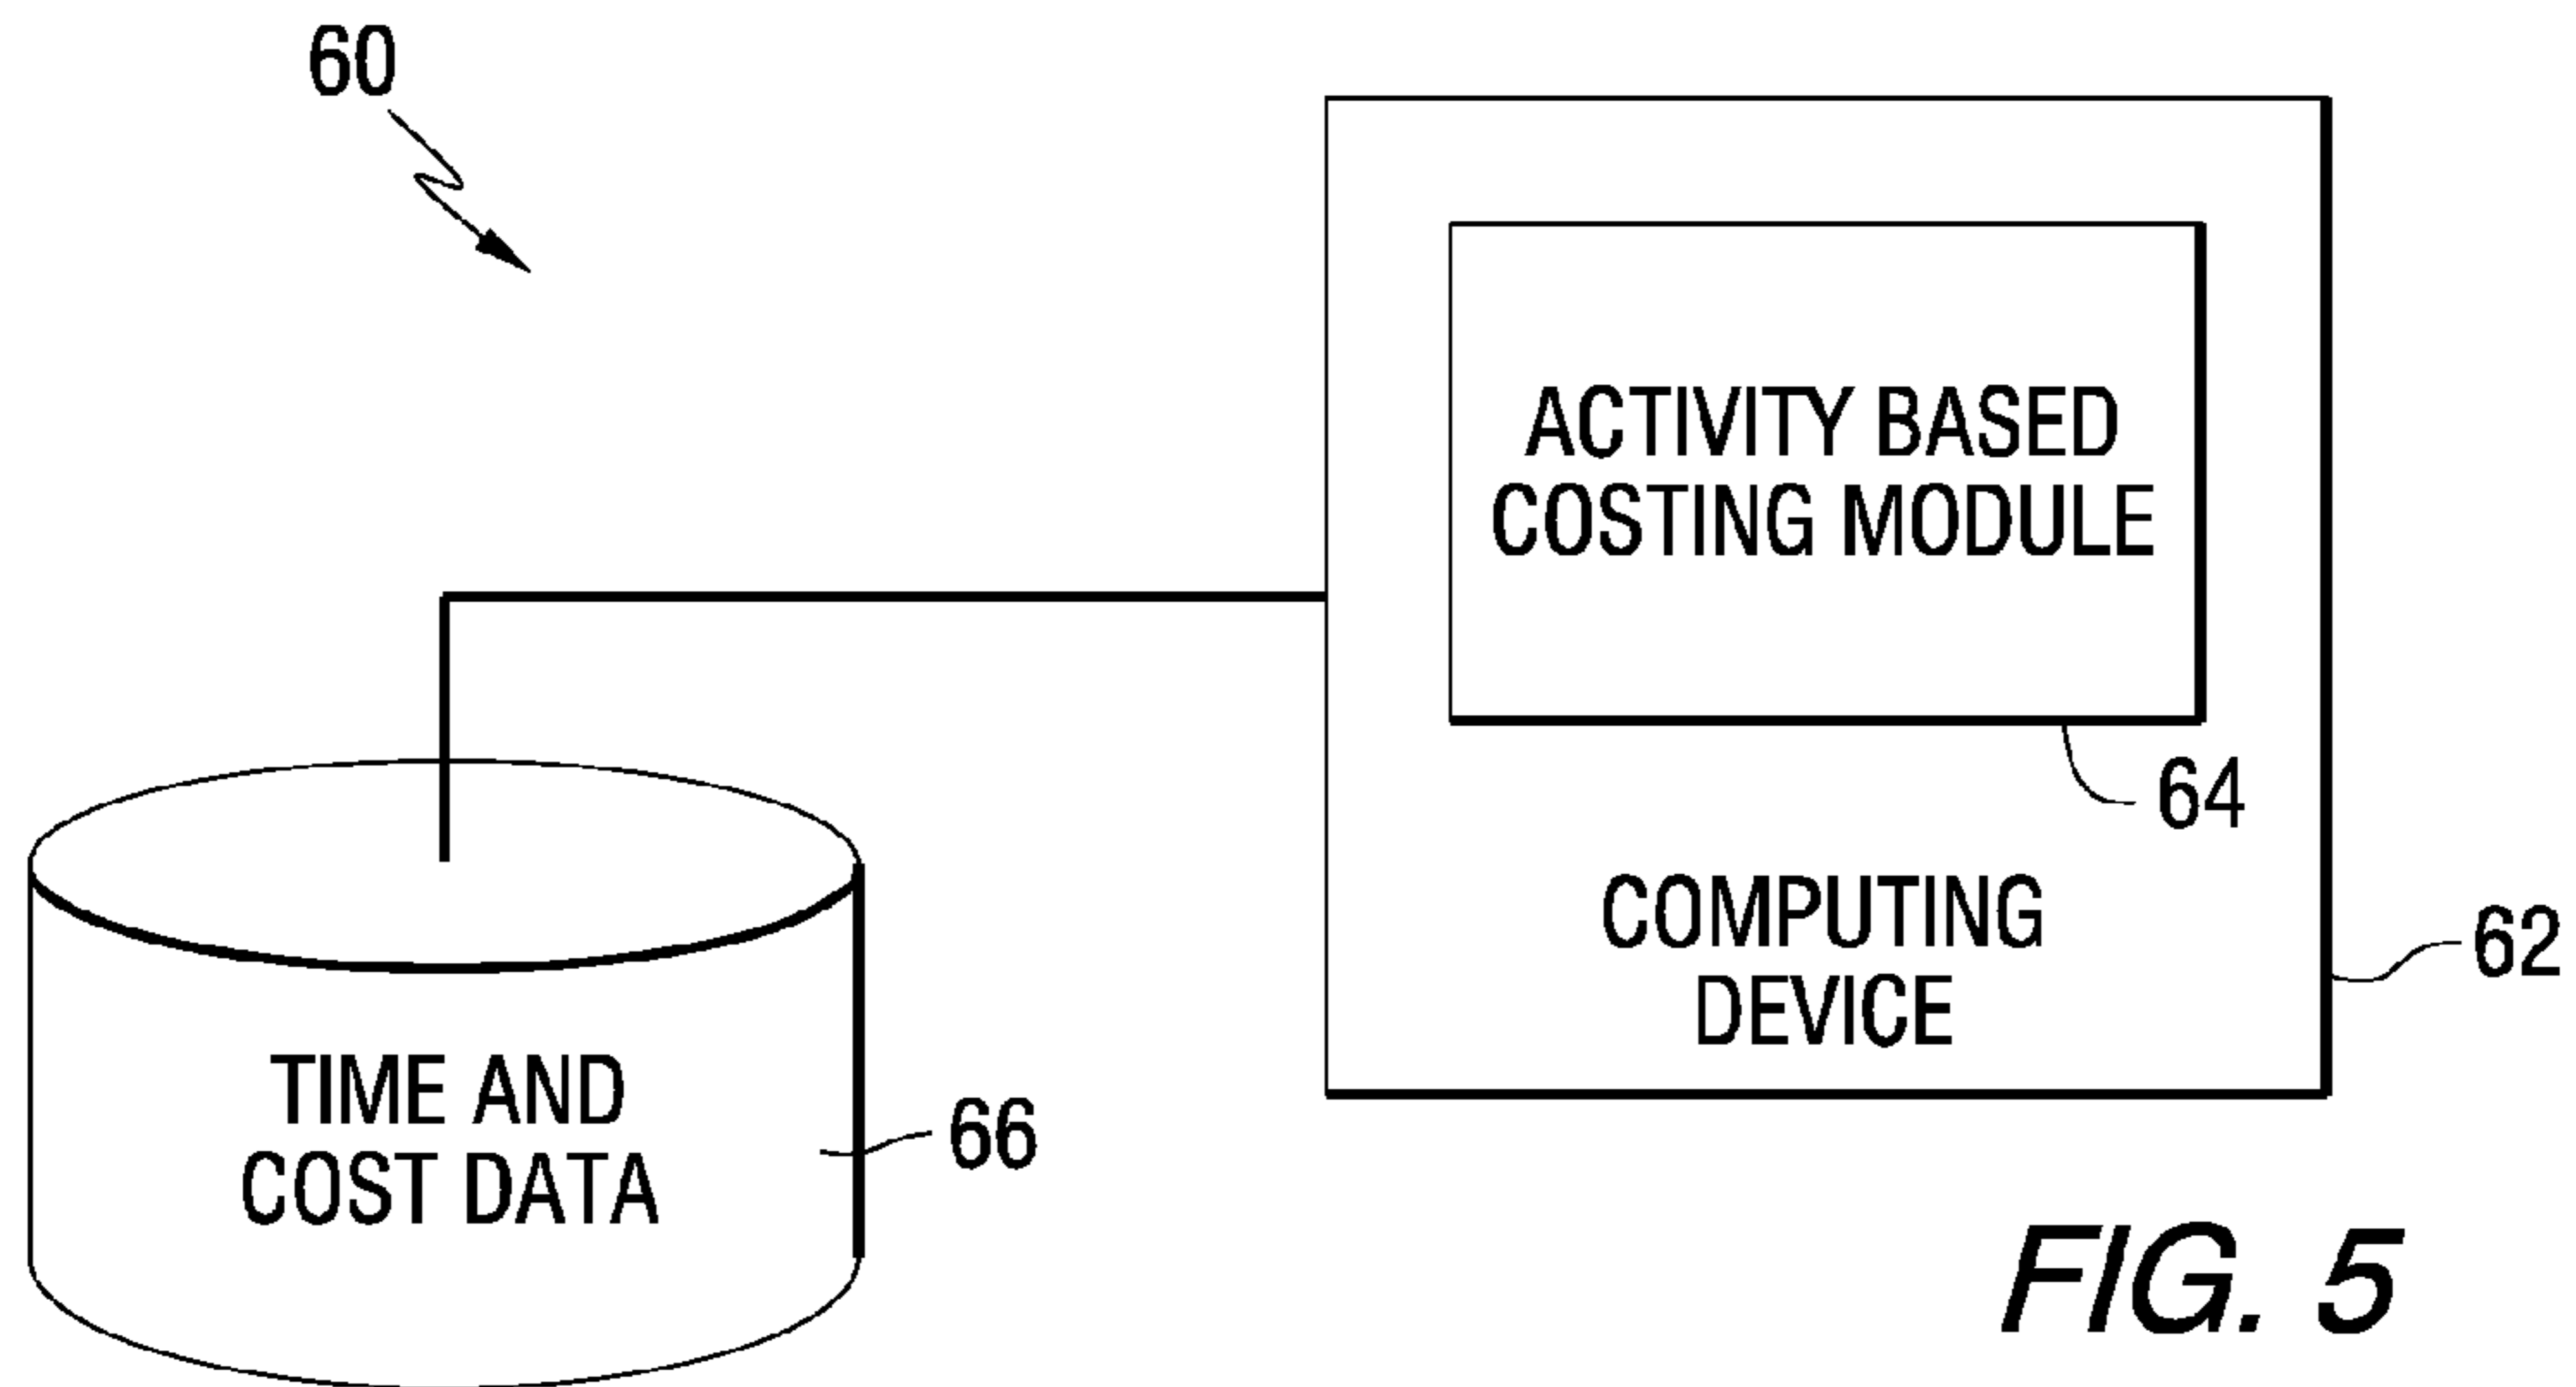 60
ACTIVITY BASED
COSTING MODULE
64
COMPUTING
DEVICE
62
TIME AND
COST DATA
66
FIG. 5